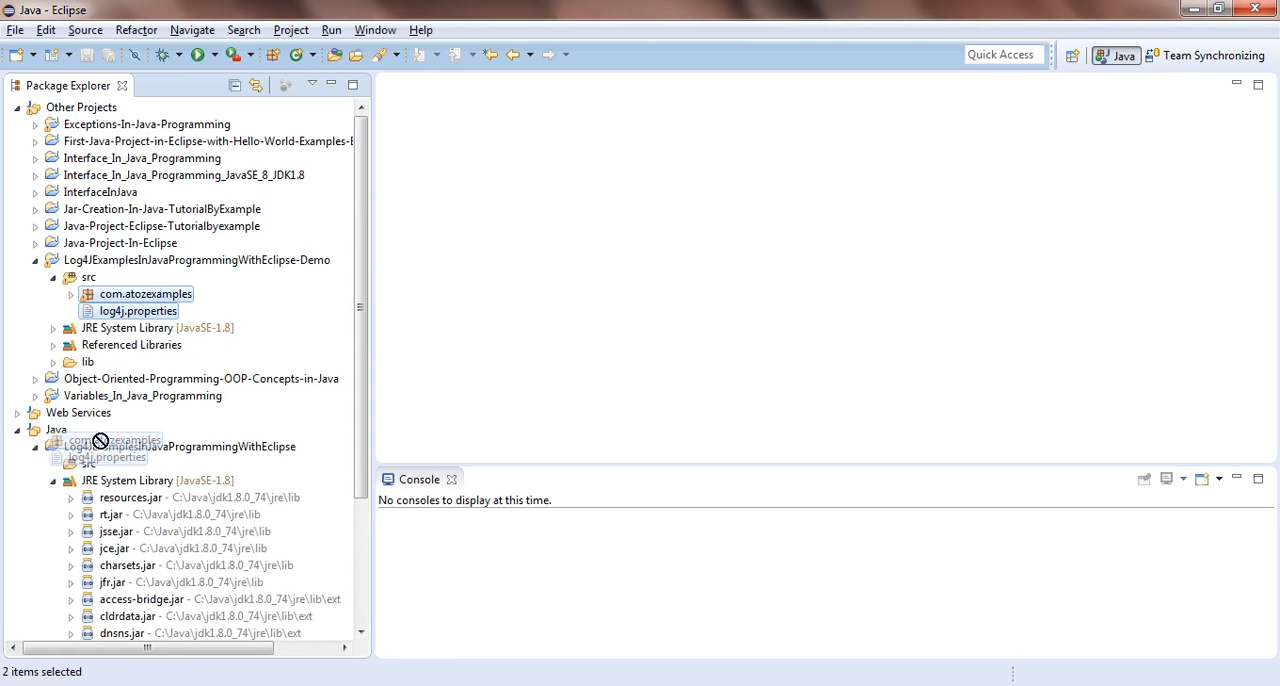 Java - Eclipse
File Edit Source Refactor Navigate Search Project Run Window Help
Quick Access Java Team Synchronizing
Package Explorer
Other Projects
Exceptions-In-Java-Programming
First-Java-Project-in-Eclipse-with-Hello-World-Examples-E
Interface_In_Java_Programming
Interface_In_Java_Programming_JavaSE_8_JDK1.8
InterfaceInJava
Jar-Creation-In-Java-TutorialByExample
Java-Project-Eclipse-Tutorialbyexample
Java-Project-In-Eclipse
Log4JExamplesInJavaProgrammingWithEclipse-Demo
src
com.atozexamples
log4j.properties
JRE System Library [JavaSE-1.8]
Referenced Libraries
lib
Object-Oriented-Programming-OOP-Concepts-in-Java
Variables_In_Java_Programming
Web Services
Java
com.atozexamples
Log4JExamplesInJavaProgrammingWithEclipse
log4j.properties
src
JRE System Library [JavaSE-1.8]
resources.jar - C:\Java\jdk1.8.0_74\jre\lib
rt.jar - C:\Java\jdk1.8.0_74\jre\lib
jsse.jar - C:\Java\jdk1.8.0_74\jre\lib
jce.jar - C:\Java\jdk1.8.0_74\jre\lib
charsets.jar - C:\Java\jdk1.8.0_74\jre\lib
jfr.jar - C:\Java\jdk1.8.0_74\jre\lib
access-bridge.jar - C:\Java\jdk1.8.0_74\jre\lib\ext
cldrdata.jar - C:\Java\jdk1.8.0_74\jre\lib\ext
dnsns.jar - C:\Java\jdk1.8.0_74\jre\lib\ext
Console
No consoles to display at this time.
2 items selected